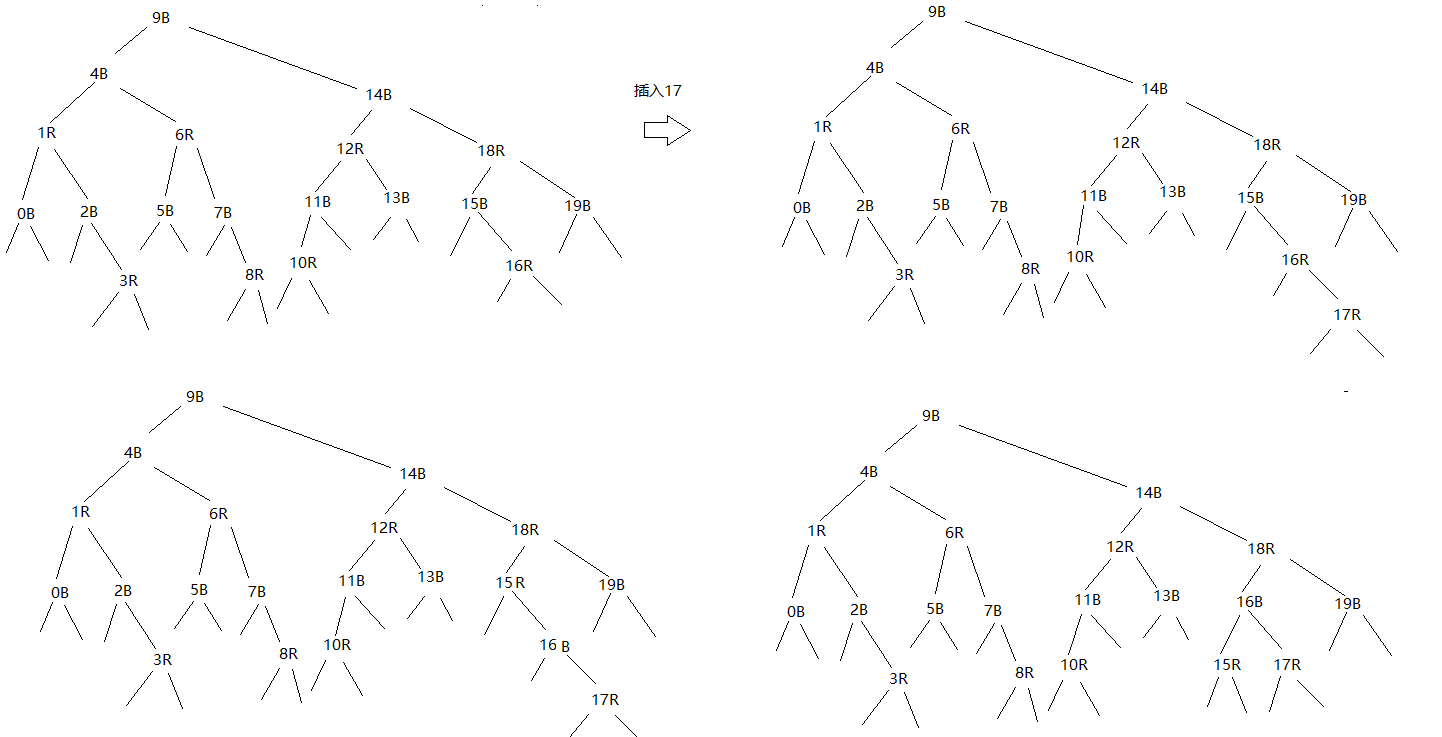 9B
4B
14B
1R 6R 12R 18R
0B 2B 5B 7B 11B 13B 15B 19B
3R 8R 10R 16R
插入17
9B
4B
14B
1R 6R 12R 18R
0B 2B 5B 7B 11B 13B 15B 19B
3R 8R 10R 16R
17R
9B
4B
14B
1R 6R 12R 18R
0B 2B 5B 7B 11B 13B 15 R 19B
3R 8R 10R 16 B
17R
9B
4B
14B
1R 6R 12R 18R
0B 2B 5B 7B 11B 13B 16B 19B
3R 8R 10R 15R 17R